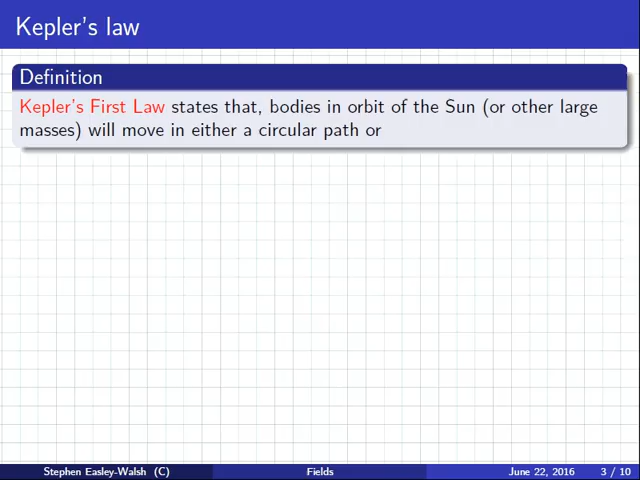 Kepler's law
Definition
Kepler's First Law states that, bodies in orbit of the Sun (or other large
masses) will move in either a circular path or
Stephen Easley-Walsh (C)
Fields
June 22, 2016
3 / 10